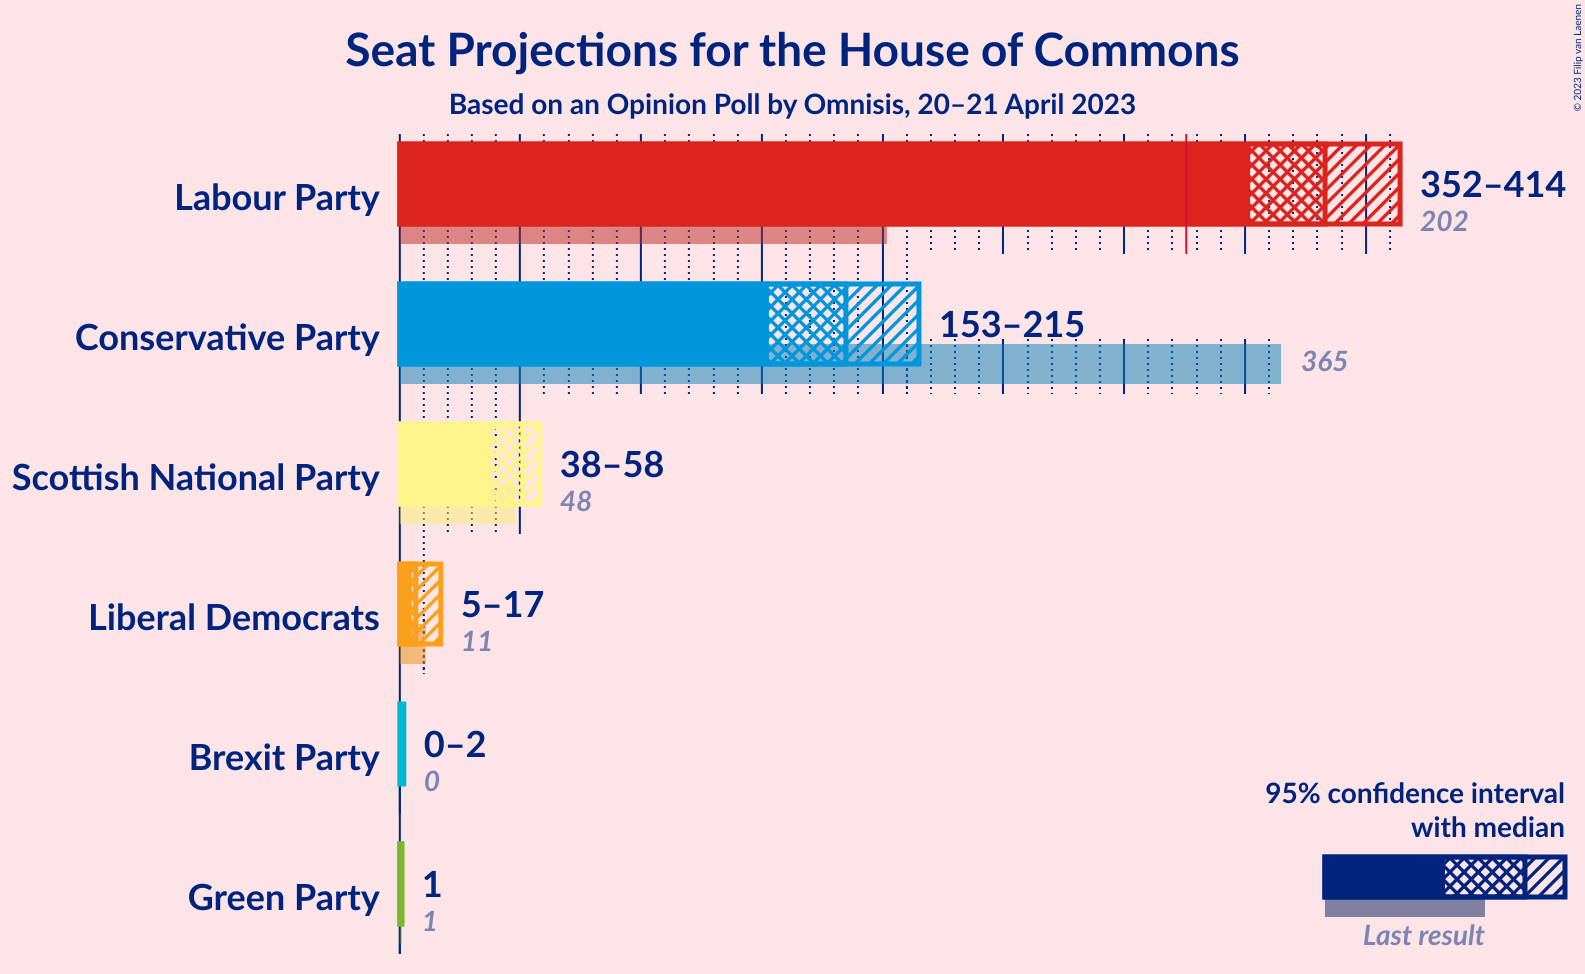 Seat Projections for the House of Commons
Based on an Opinion Poll by Omnisis, 20–21 April 2023
© 2023 Filip van Laenen
Labour Party
352–414
202
Conservative Party
153–215
365
Scottish National Party
38–58
48
Liberal Democrats
5–17
11
Brexit Party
0–2
0
Green Party
1
1
95% confidence interval
with median
Last result